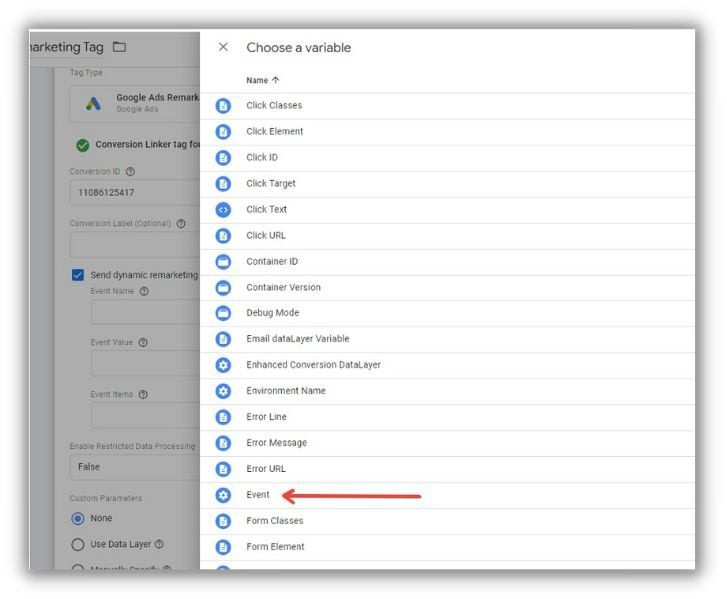 arketing Tag
Tag Type
Google Ads Remark
Google Ads
Conversion Linker tag fo
Conversion ID
11086125417
Conversion Label (Optional)
Send dynamic remarketing
Event Name
Event Value
Event Items
Enable Restricted Data Processing
False
Custom Parameters
None
Use Data Layer
Manually Specify
Choose a variable
Name
Click Classes
Click Element
Click ID
Click Target
Click Text
Click URL
Container ID
Container Version
Debug Mode
Email dataLayer Variable
Enhanced Conversion DataLayer
Environment Name
Error Line
Error Message
Error URL
Event
Form Classes
Form Element